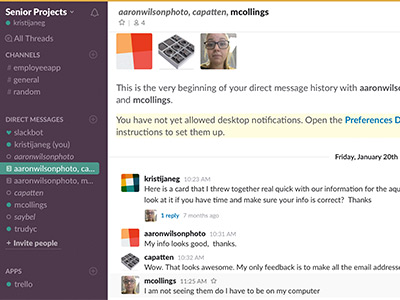 Senior Projects
kristijaneg
All Threads
CHANNELS
# employeeapp
# general
# random
DIRECT MESSAGES
slackbot
kristijaneg (you)
aaronwilsonphoto
aaronwilsonphoto, ca...
aaronwilsonphoto, m...
capatten
mcollings
saybel
trudyc
+ Invite people
APPS
trello
aaronwilsonphoto, capatten, mcollings
4
This is the very beginning of your direct message history with aaronwilso
and mcollings.
You have not yet allowed desktop notifications. Open the Preferences D
instructions to set them up.
Friday, January 20th
kristijaneg 10:23 AM
Here is a card that I threw together real quick with our information for the aqu
look at it if you have time and make sure your info is correct? Thanks
1 reply 7 months ago
aaronwilsonphoto 10:31 AM
My info looks good, thanks.
capatten 10:32 AM
Wow. That looks awesome. My only feedback is to make all the email addresse
mcollings 11:25 AM
I am not seeing them do I have to be on my computer